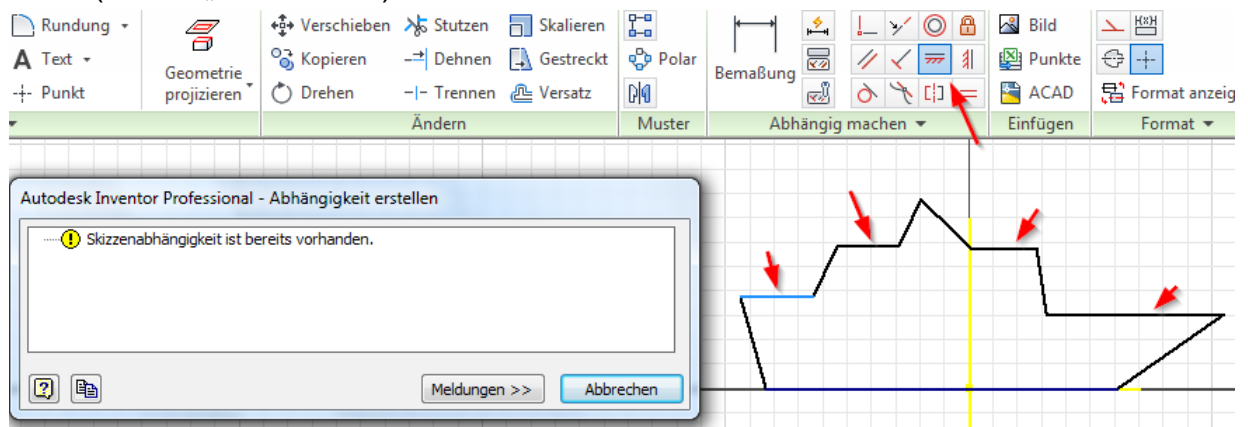 Rundung Verschieben Stutzen Skalieren
Text Kopieren Dehnen Gestreckt Polar Bild
Geometrie projizieren Bemaßung Punkte
Punkt Drehen Trennen Versatz ACAD Format anzeig
Ändern Muster Abhängig machen Einfügen Format
Autodesk Inventor Professional - Abhängigkeit erstellen
Skizzenabhängigkeit ist bereits vorhanden.
Meldungen >> Abbrechen